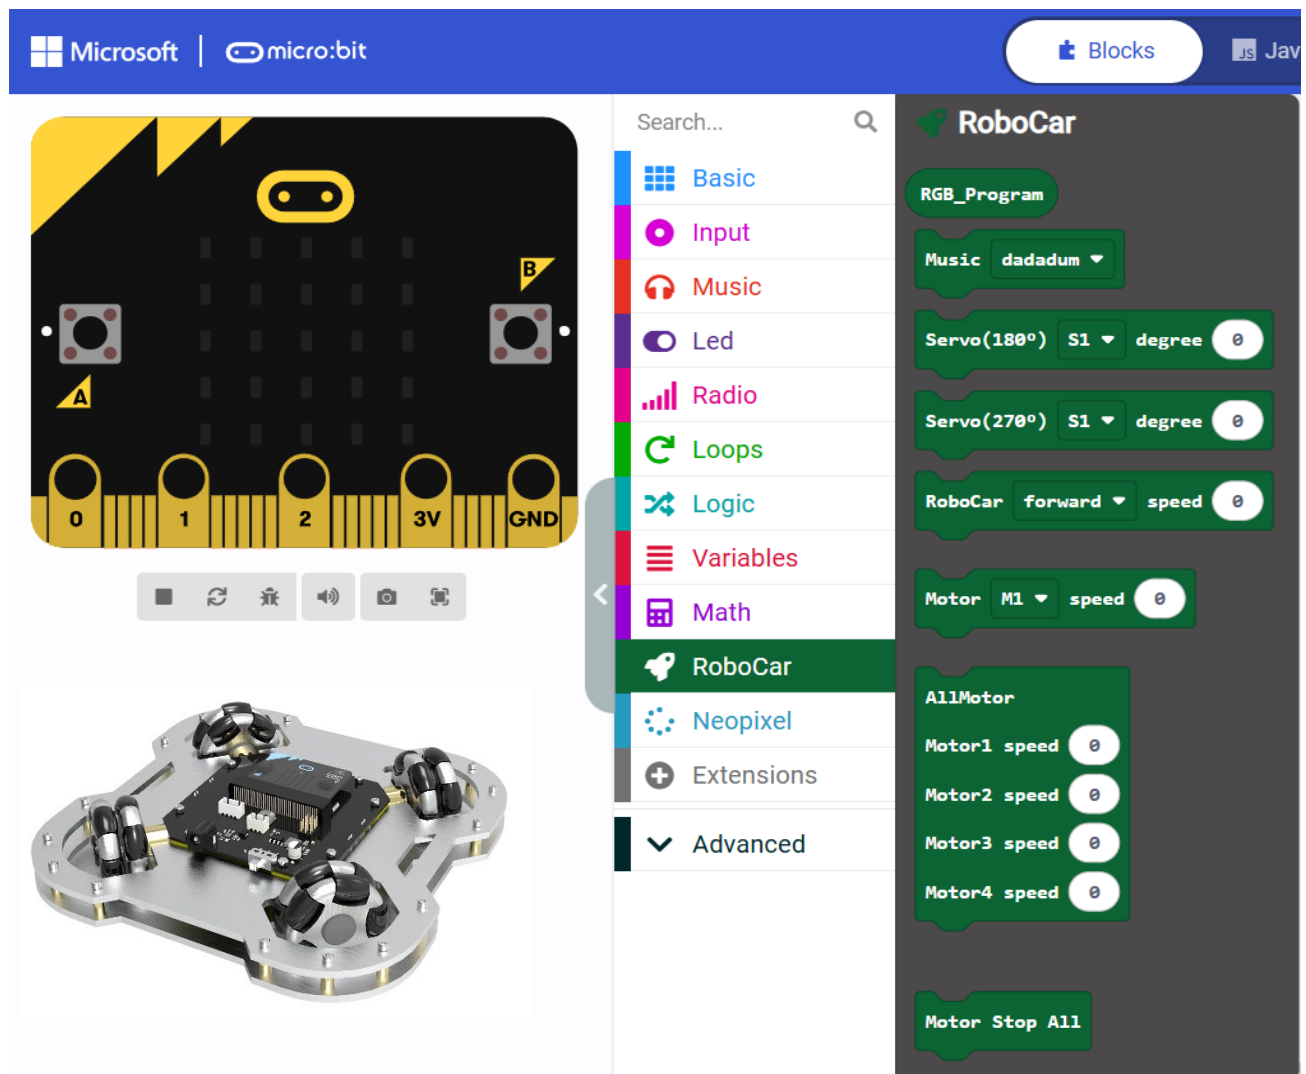 Microsoft micro:bit
Blocks
JS Jav
B
A
0 1 2 3V GND
Search...
Basic
Input
Music
Led
Radio
Loops
Logic
Variables
Math
RoboCar
Neopixel
Extensions
Advanced
RoboCar
RGB_Program
Music dadadum
Servo(180º) S1 degree 0
Servo(270º) S1 degree 0
RoboCar forward speed 0
Motor M1 speed 0
AllMotor
Motor1 speed 0
Motor2 speed 0
Motor3 speed 0
Motor4 speed 0
Motor Stop All